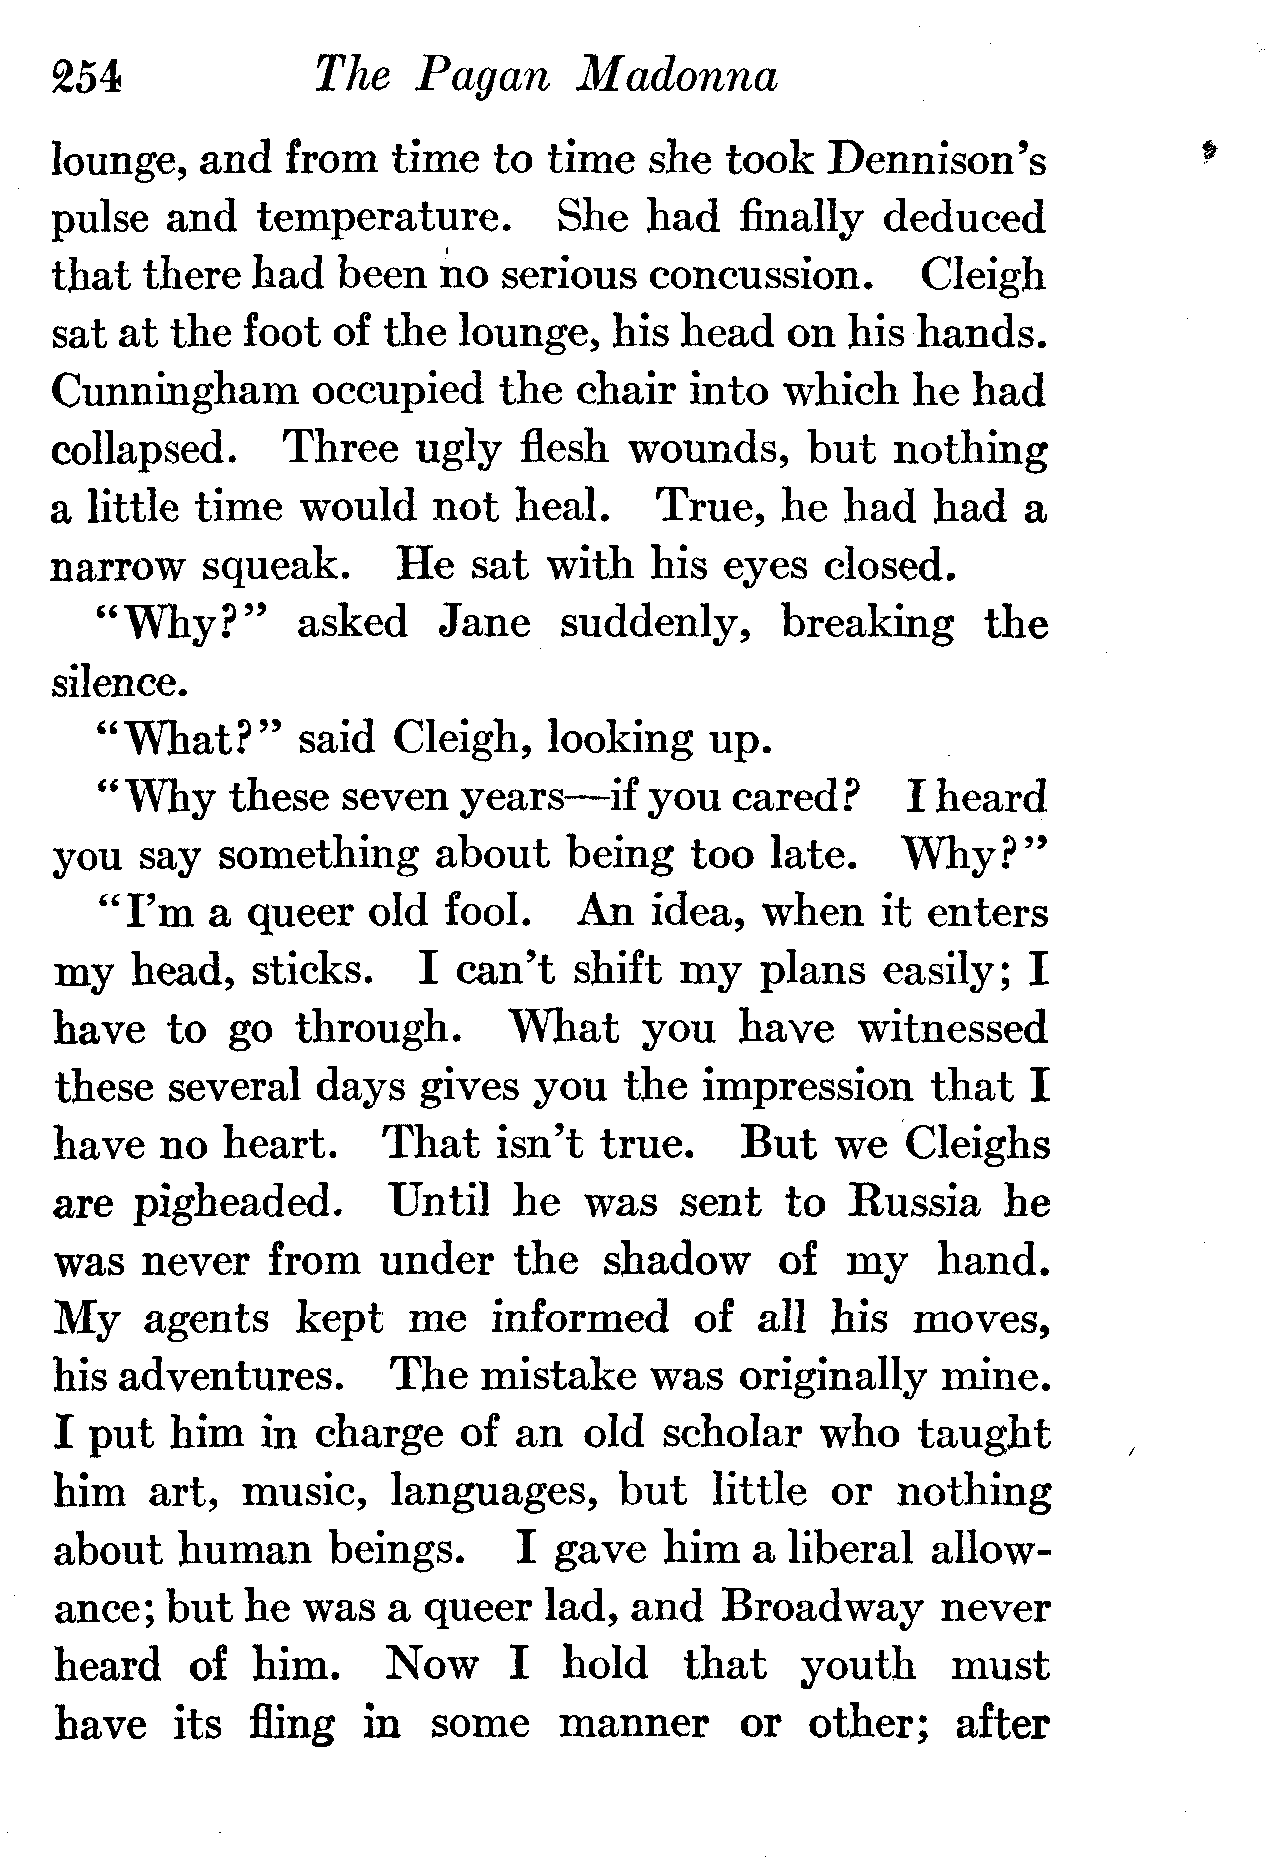 254 The Pagan Madonna
lounge, and from time to time she took Dennison's
pulse and temperature. She had finally deduced
that there had been no serious concussion. Cleigh
sat at the foot of the lounge, his head on his hands.
Cunningham occupied the chair into which he had
collapsed. Three ugly flesh wounds, but nothing
a little time would not heal. True, he had had a
narrow squeak. He sat with his eyes closed.
“Why?” asked Jane suddenly, breaking the
silence.
“What?” said Cleigh, looking up.
“Why these seven years—if you cared? I heard
you say something about being too late. Why?”
“I'm a queer old fool. An idea, when it enters
my head, sticks. I can't shift my plans easily; I
have to go through. What you have witnessed
these several days gives you the impression that I
have no heart. That isn't true. But we Cleighs
are pigheaded. Until he was sent to Russia he
was never from under the shadow of my hand.
My agents kept me informed of all his moves,
his adventures. The mistake was originally mine.
I put him in charge of an old scholar who taught
him art, music, languages, but little or nothing
about human beings. I gave him a liberal allow-
ance; but he was a queer lad, and Broadway never
heard of him. Now I hold that youth must
have its fling in some manner or other; after